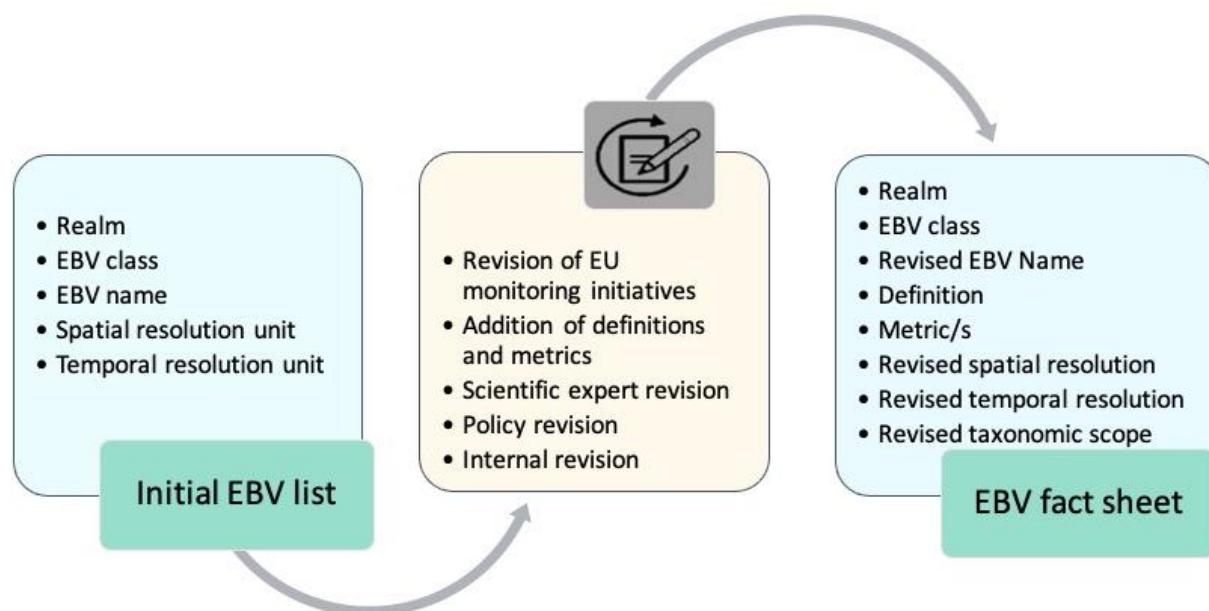 • Realm
• EBV class
• EBV name
• Spatial resolution unit
• Temporal resolution unit
Initial EBV list
• Revision of EU
monitoring initiatives
• Addition of definitions
and metrics
• Scientific expert revision
• Policy revision
• Internal revision
• Realm
• EBV class
• Revised EBV Name
• Definition
• Metric/s
• Revised spatial resolution
• Revised temporal resolution
• Revised taxonomic scope
EBV fact sheet